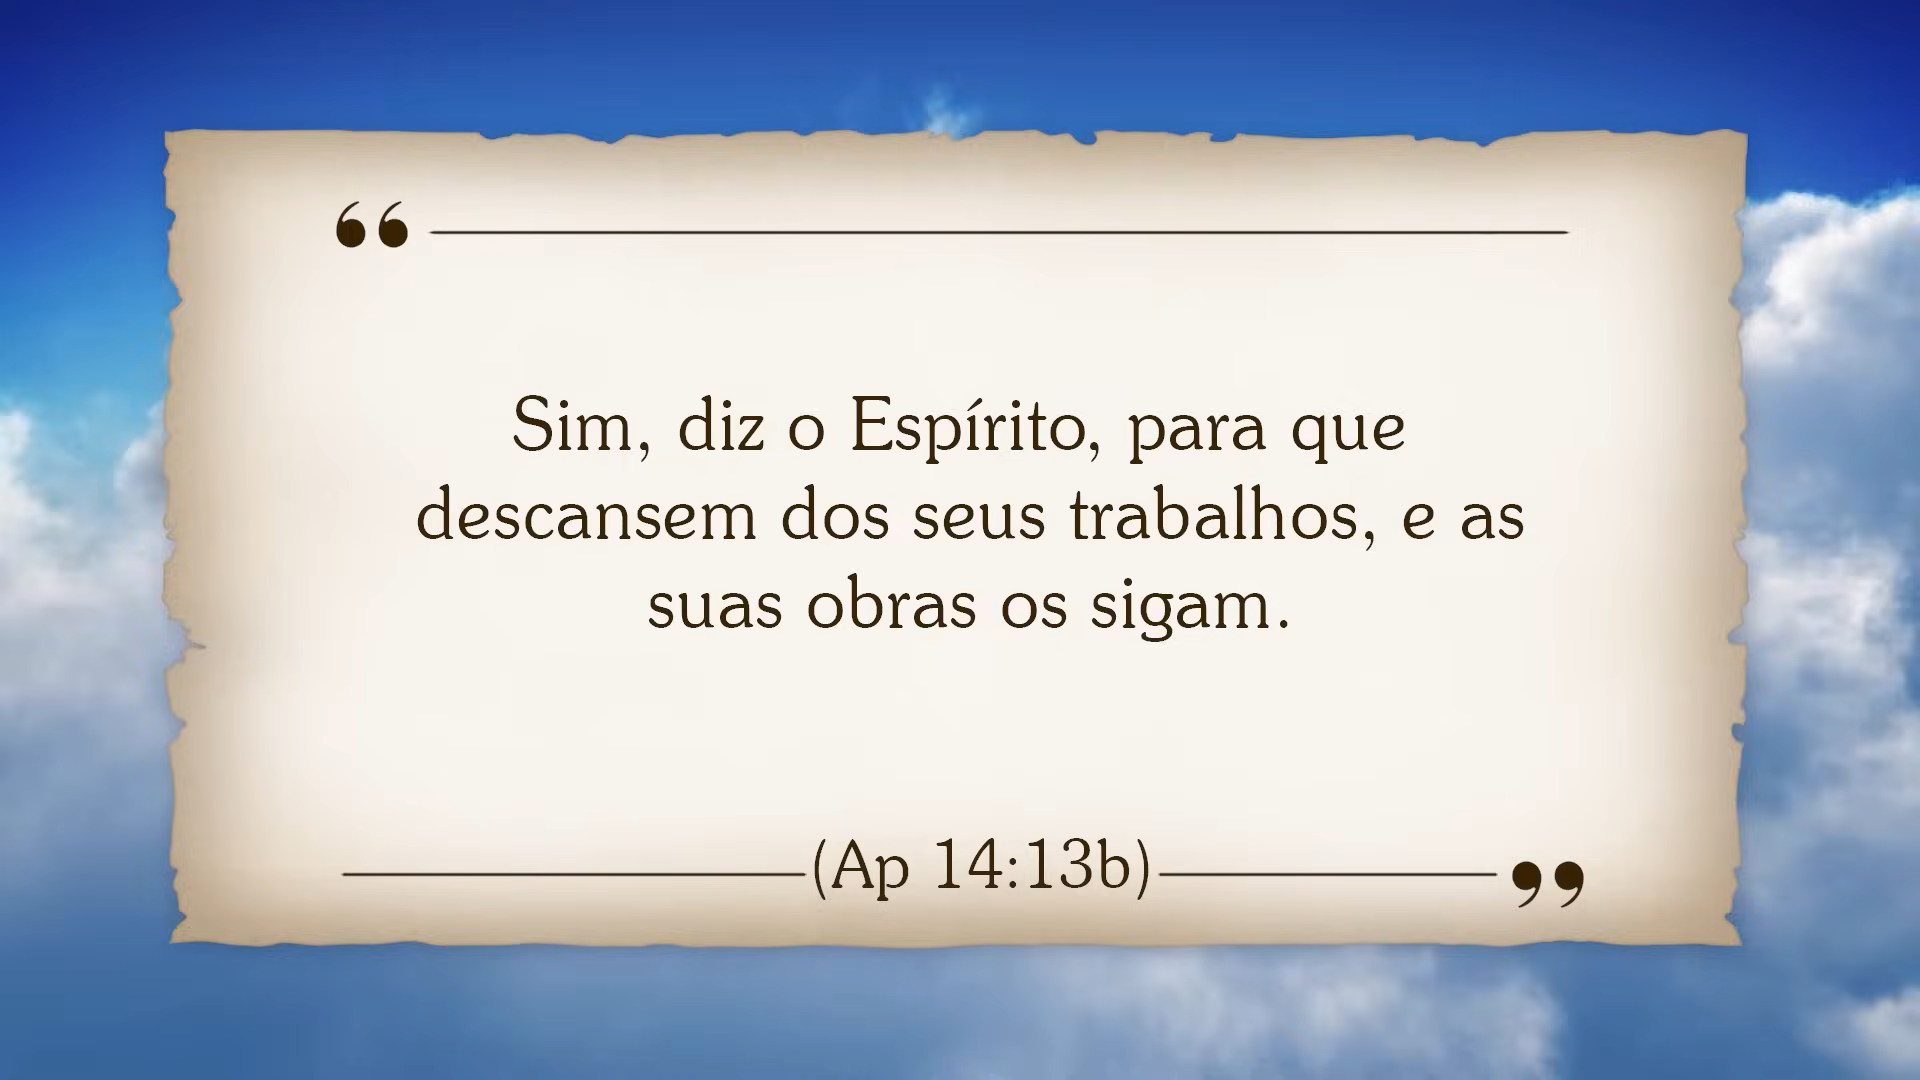 “
Sim, diz o Espírito, para que
descansem dos seus trabalhos, e as
suas obras os sigam.
(Ap 14:13b)
”